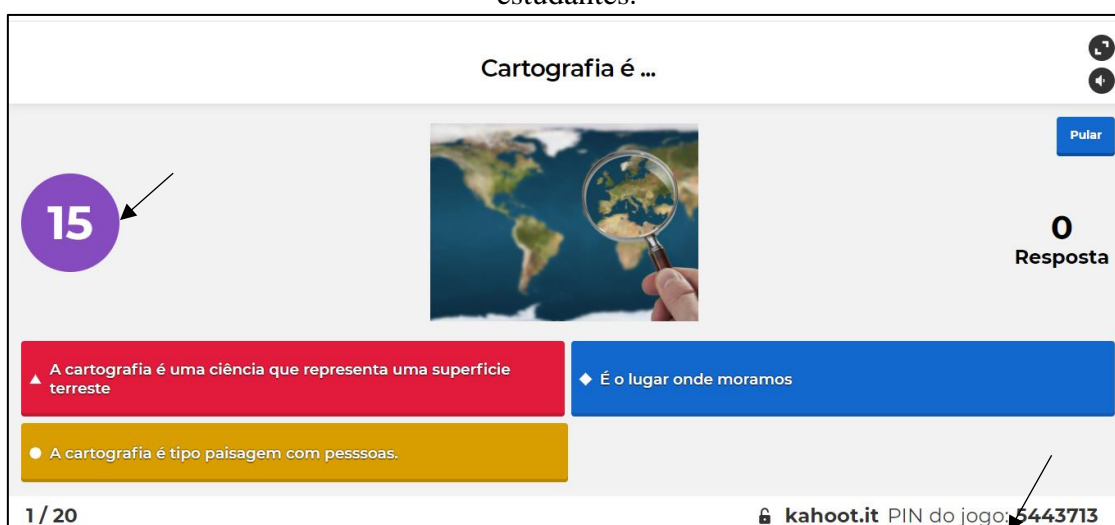 estudantes.
Cartografia é ...
Pular
15
0
Resposta
A cartografia é uma ciência que representa uma superficie
terreste
É o lugar onde moramos
A cartografia é tipo paisagem com pesssoas.
1 / 20
kahoot.it PIN do jogo: 5443713